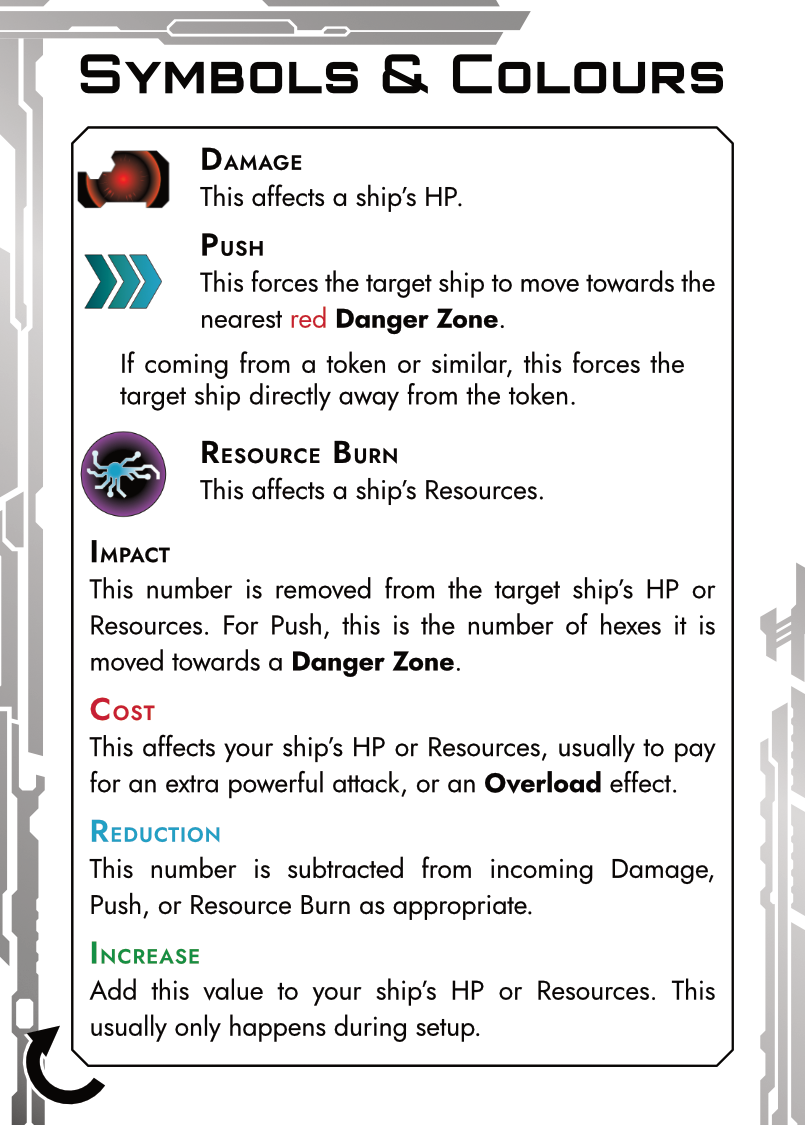 Symbols & Colours
Damage
This affects a ship's HP.
Push
This forces the target ship to move towards the
nearest red Danger Zone.
If coming from a token or similar, this forces the
target ship directly away from the token.
Resource Burn
This affects a ship's Resources.
Impact
This number is removed from the target ship's HP or
Resources. For Push, this is the number of hexes it is
moved towards a Danger Zone.
Cost
This affects your ship's HP or Resources, usually to pay
for an extra powerful attack, or an Overload effect.
Reduction
This number is subtracted from incoming Damage,
Push, or Resource Burn as appropriate.
Increase
Add this value to your ship's HP or Resources. This
usually only happens during setup.